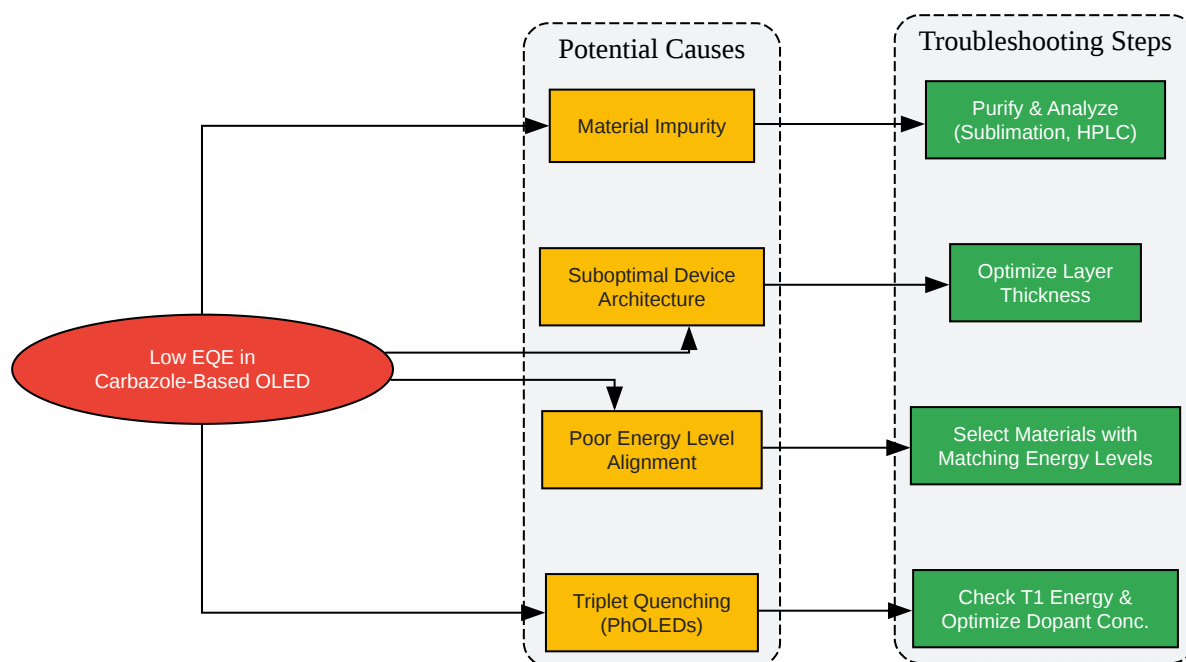 Potential Causes
Troubleshooting Steps
Material Impurity
Purify & Analyze
(Sublimation, HPLC)
Suboptimal Device
Architecture
Optimize Layer
Thickness
Low EQE in
Carbazole-Based OLED
Poor Energy Level
Alignment
Select Materials with
Matching Energy Levels
Triplet Quenching
(PhOLEDs)
Check T1 Energy &
Optimize Dopant Conc.